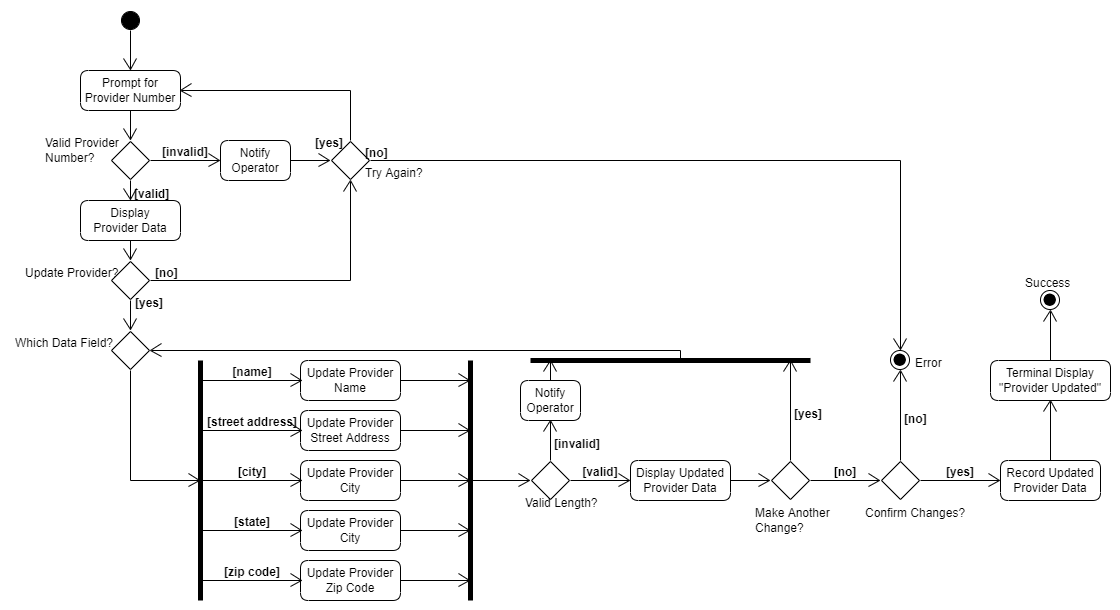 Prompt for
Provider Number
Valid Provider
Number?
[invalid]
Notify
Operator
[yes]
[no]
Try Again?
[valid]
Display
Provider Data
Update Provider?
[no]
[yes]
Which Data Field?
[name]
Update Provider
Name
[street address]
Update Provider
Street Address
[city]
Update Provider
City
[state]
Update Provider
City
[zip code]
Update Provider
Zip Code
Notify
Operator
[invalid]
Valid Length?
[valid]
Display Updated
Provider Data
[yes]
Make Another
Change?
[no]
Error
[no]
Confirm Changes?
[yes]
Record Updated
Provider Data
Terminal Display
"Provider Updated"
Success